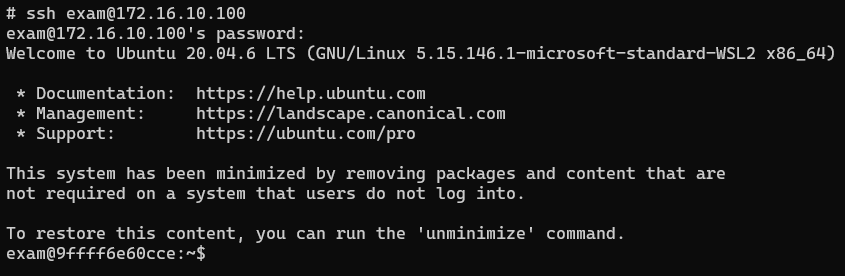 # ssh exam@172.16.10.100
exam@172.16.10.100's password:
Welcome to Ubuntu 20.04.6 LTS (GNU/Linux 5.15.146.1-microsoft-standard-WSL2 x86_64)

 * Documentation:  https://help.ubuntu.com
 * Management:     https://landscape.canonical.com
 * Support:        https://ubuntu.com/pro

This system has been minimized by removing packages and content that are
not required on a system that users do not log into.

To restore this content, you can run the 'unminimize' command.
exam@9ffff6e60cce:~$